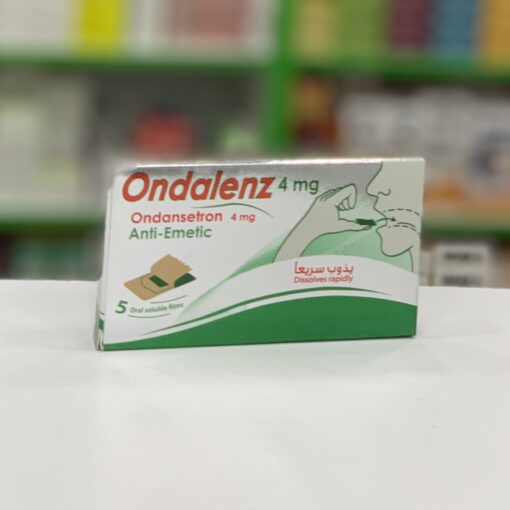 Ondalenz 4 mg
Ondansetron 4 mg
Anti-Emetic
يذوب سريعاً
Dissolves rapidly
5 Oral soluble films